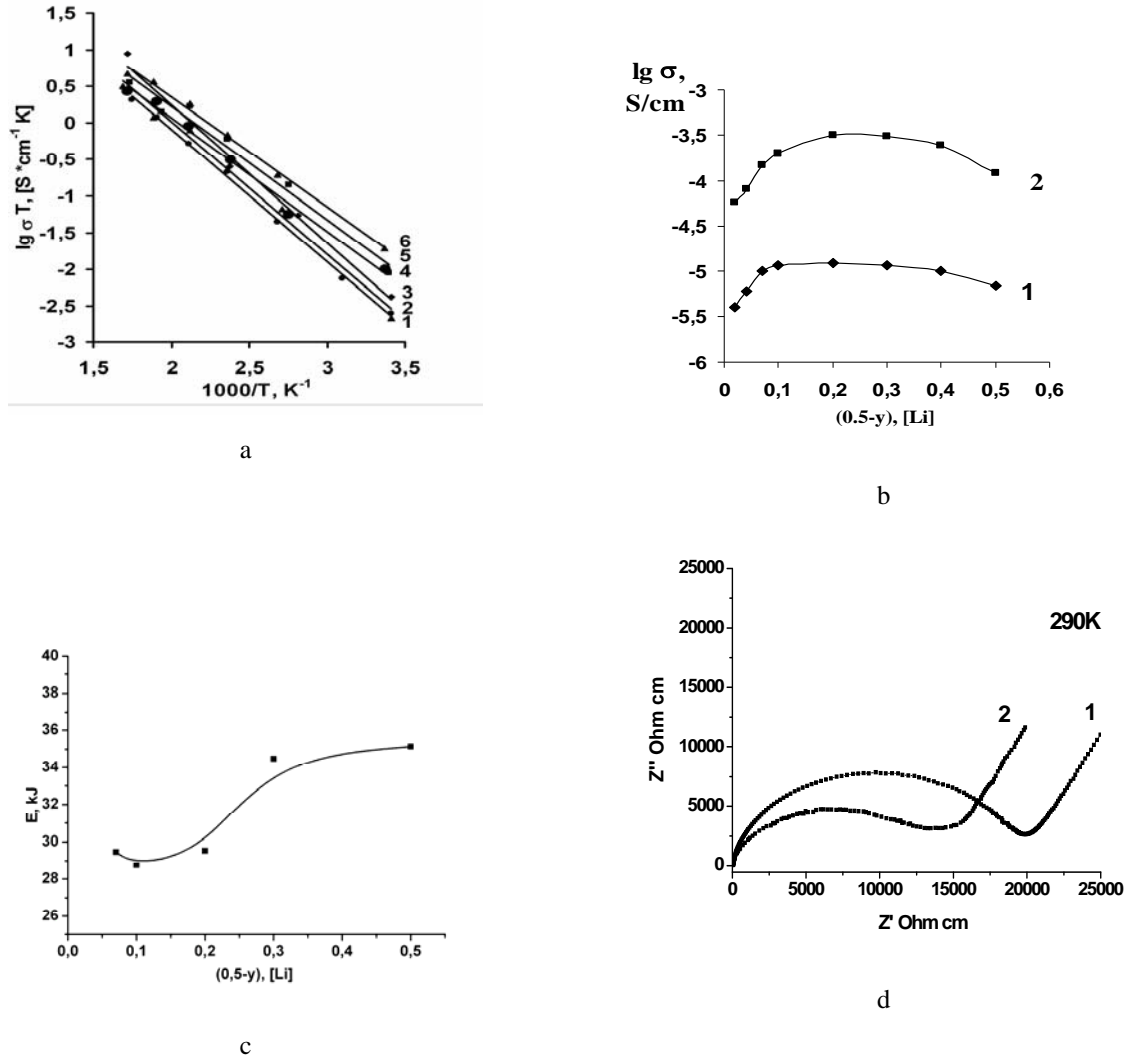 lg σ T, [S *cm⁻¹ K]
1,5
1
0,5
0
-0,5
-1
-1,5
-2
-2,5
-3
6
5
4
3
2
1
1,5 2 2,5 3 3,5
1000/T, K⁻¹
a
lg σ,
S/cm
-3
-3,5
-4
-4,5
-5
-5,5
-6
2
1
0 0,1 0,2 0,3 0,4 0,5 0,6
(0.5-y), [Li]
b
E, kJ
40
38
36
34
32
30
28
26
0,0 0,1 0,2 0,3 0,4 0,5
(0,5-y), [Li]
c
Z'' Ohm cm
25000
20000
15000
10000
5000
0
290K
2 1
0 5000 10000 15000 20000 25000
Z' Ohm cm
d